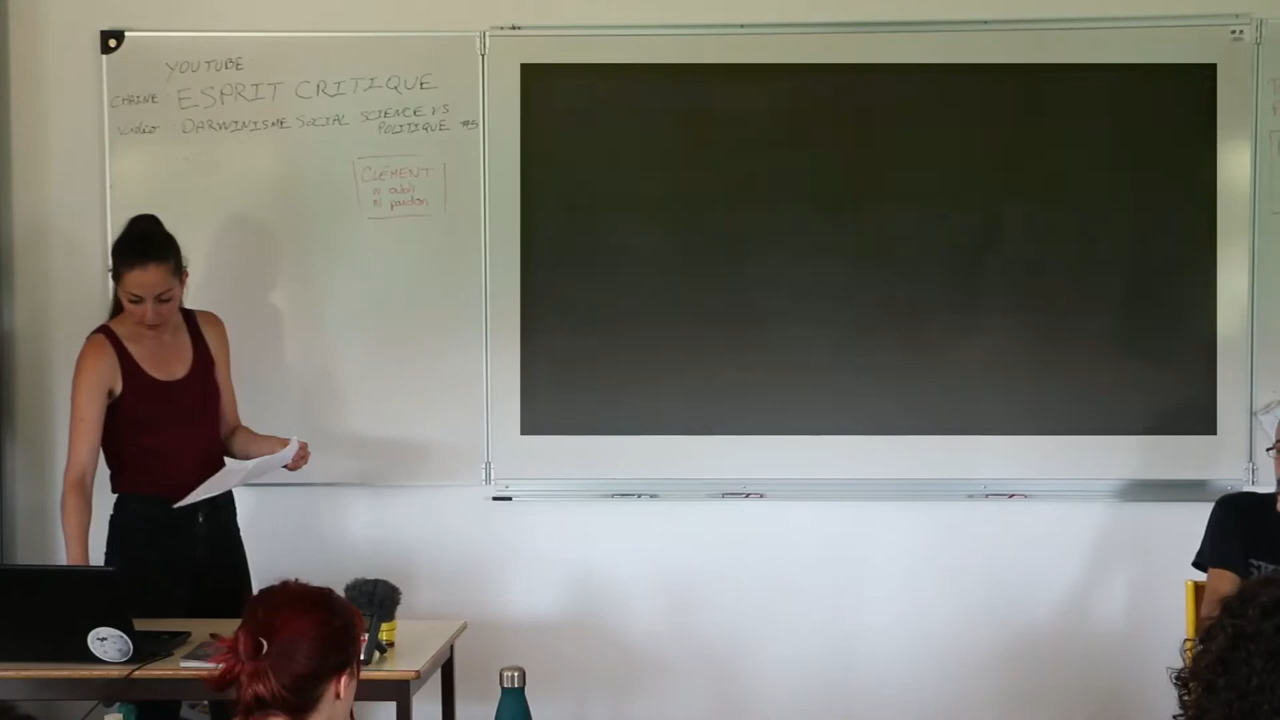 YOUTUBE
CHAINE : ESPRIT CRITIQUE
Vidéo : DARWINISME SOCIAL SCIENCE VS
POLITIQUE #5
CLÉMENT
Ni oubli
Ni pardon